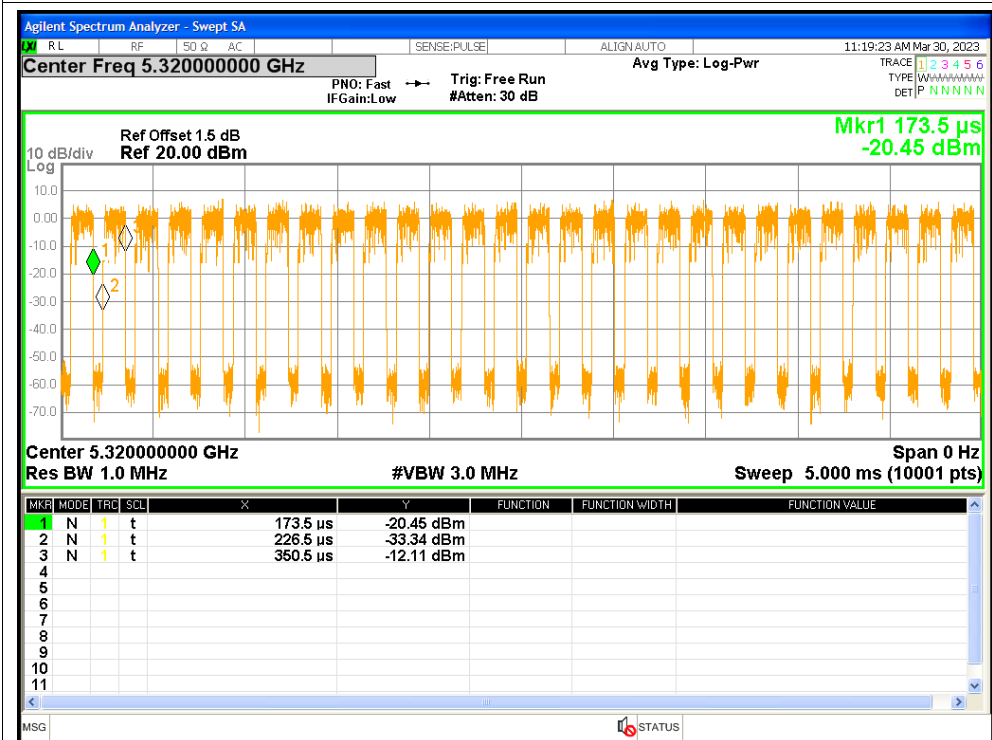 Agilent Spectrum Analyzer - Swept SA
LXI RL RF 50 Ω AC SENSE:PULSE ALIGN AUTO 11:19:23 AM Mar 30, 2023
Center Freq 5.320000000 GHz Avg Type: Log-Pwr TRACE 1 2 3 4 5 6
PNO: Fast Trig: Free Run TYPE
IFGain:Low #Atten: 30 dB DET P N N N N N
Mkr1 173.5 µs
Ref Offset 1.5 dB
10 dB/div Ref 20.00 dBm -20.45 dBm
Log
10.0
0.00
-10.0
-20.0
-30.0
-40.0
-50.0
-60.0
-70.0
1
2
Center 5.320000000 GHz Span 0 Hz
Res BW 1.0 MHz #VBW 3.0 MHz Sweep 5.000 ms (10001 pts)
MKR MODE TRC SCL X Y FUNCTION FUNCTION WIDTH FUNCTION VALUE
1 N 1 t 173.5 µs -20.45 dBm
2 N 1 t 226.5 µs -33.34 dBm
3 N 1 t 350.5 µs -12.11 dBm
4
5
6
7
8
9
10
11
MSG STATUS